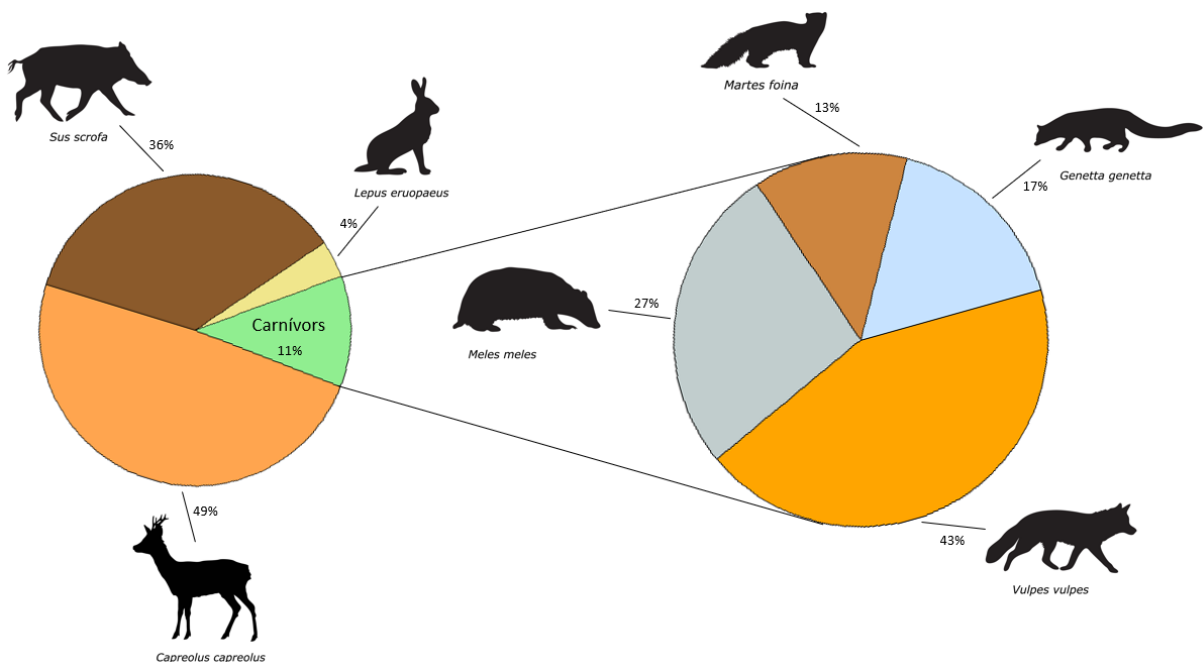 Sus scrofa
36%
Lepus eruopaeus
4%
Carnívors
11%
49%
Capreolus capreolus
Martes foina
13%
Genetta genetta
17%
27%
Meles meles
43%
Vulpes vulpes